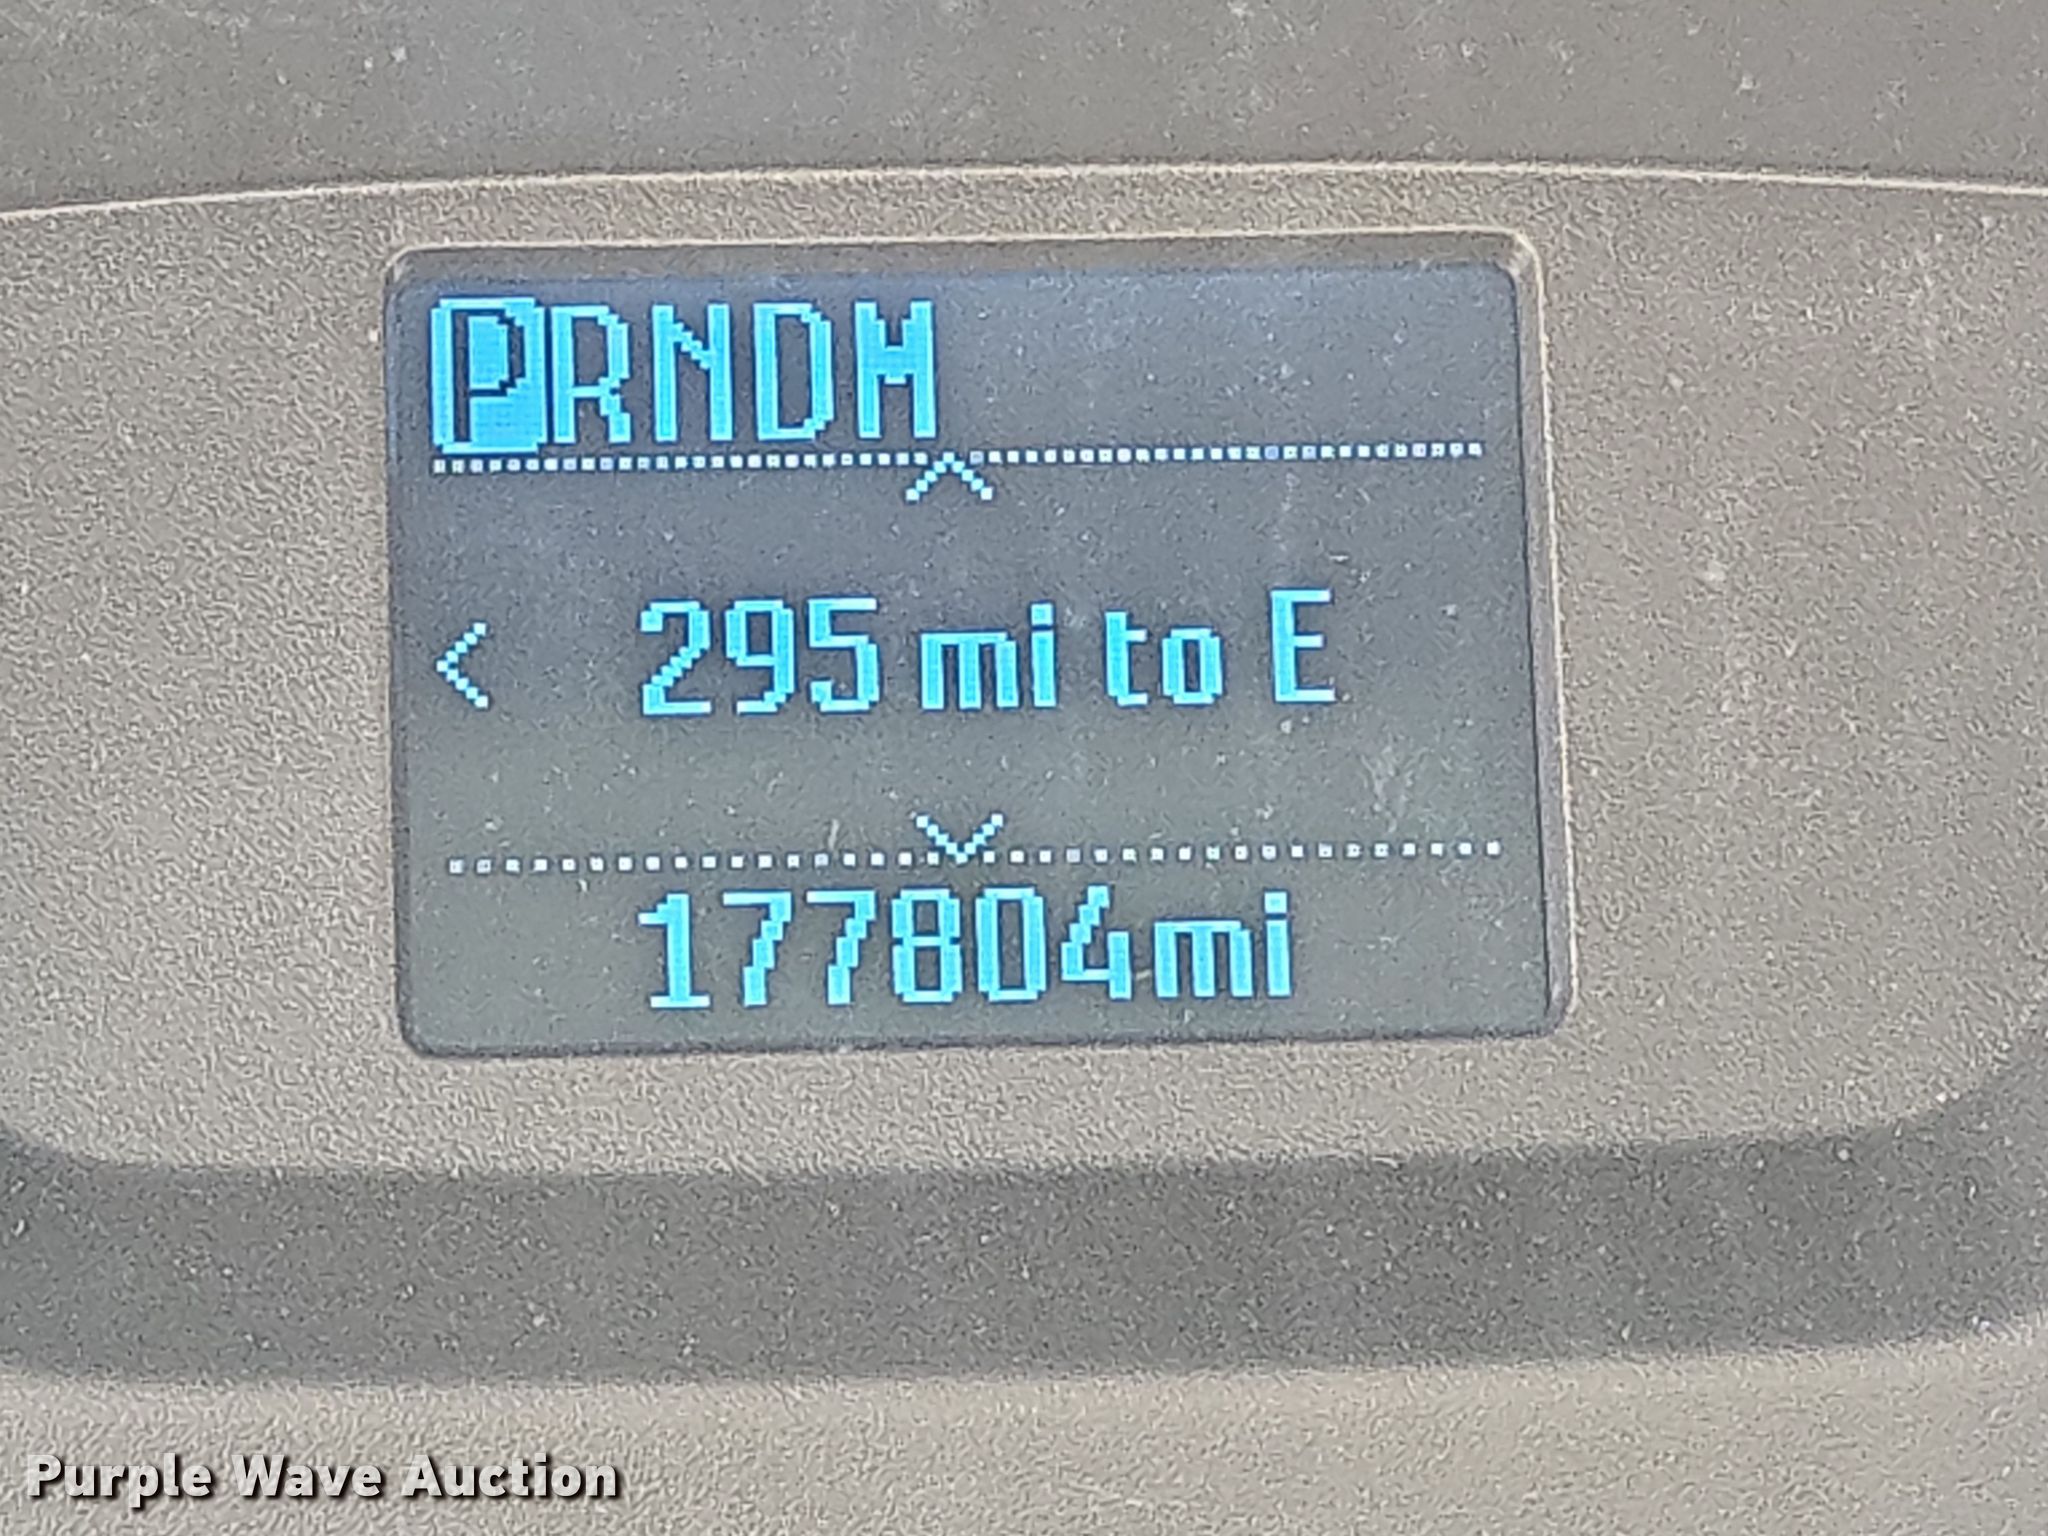 PRNDM
< 295 mi to E
177804mi
Purple Wave Auction